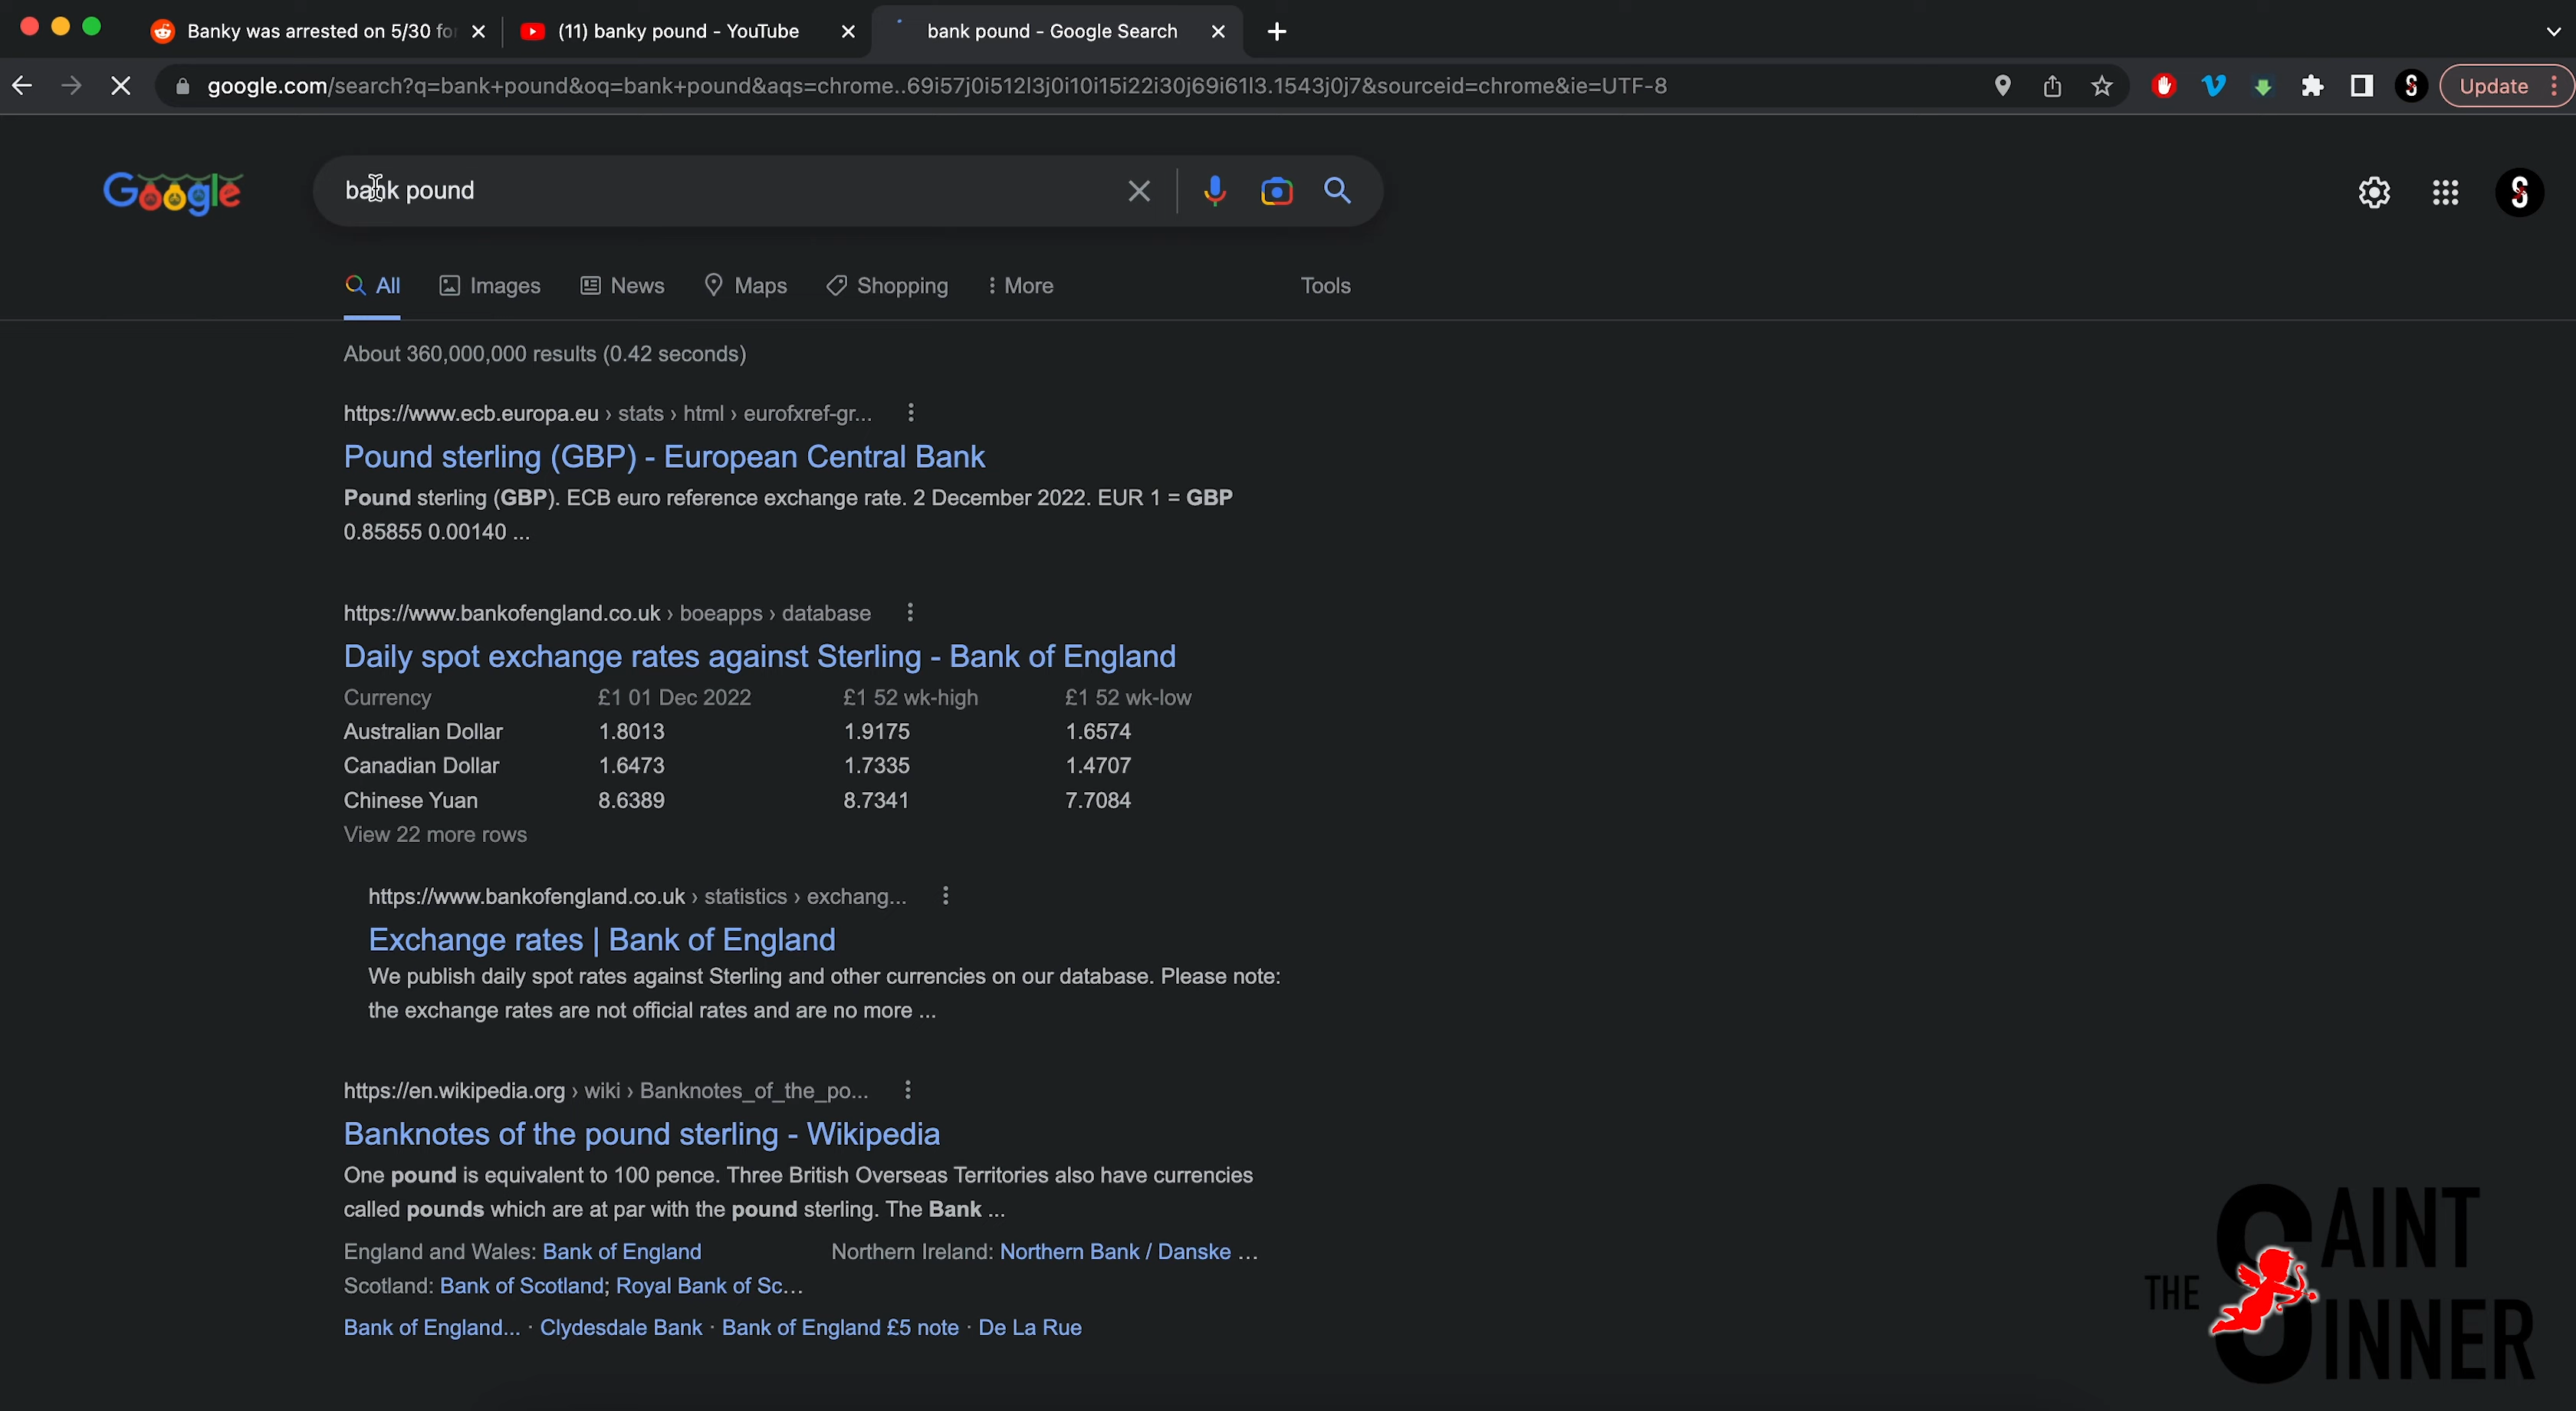 Banky was arrested on 5/30 for
(11) banky pound - YouTube
bank pound - Google Search
google.com/search?q=bank+pound&oq=bank+pound&aqs=chrome..69i57j0i512l3j0i10i15i22i30j69i61l3.1543j0j7&sourceid=chrome&ie=UTF-8
Update
Google
bank pound
All
Images
News
Maps
Shopping
More
Tools
About 360,000,000 results (0.42 seconds)
https://www.ecb.europa.eu › stats › html › eurofxref-gr...
Pound sterling (GBP) - European Central Bank
Pound sterling (GBP). ECB euro reference exchange rate. 2 December 2022. EUR 1 = GBP
0.85855 0.00140 ...
https://www.bankofengland.co.uk › boeapps › database
Daily spot exchange rates against Sterling - Bank of England
Currency £1 01 Dec 2022 £1 52 wk-high £1 52 wk-low
Australian Dollar 1.8013 1.9175 1.6574
Canadian Dollar 1.6473 1.7335 1.4707
Chinese Yuan 8.6389 8.7341 7.7084
View 22 more rows
https://www.bankofengland.co.uk › statistics › exchang...
Exchange rates | Bank of England
We publish daily spot rates against Sterling and other currencies on our database. Please note:
the exchange rates are not official rates and are no more ...
https://en.wikipedia.org › wiki › Banknotes_of_the_po...
Banknotes of the pound sterling - Wikipedia
One pound is equivalent to 100 pence. Three British Overseas Territories also have currencies
called pounds which are at par with the pound sterling. The Bank ...
England and Wales: Bank of England Northern Ireland: Northern Bank / Danske ...
Scotland: Bank of Scotland; Royal Bank of Sc...
Bank of England... · Clydesdale Bank · Bank of England £5 note · De La Rue
THE SAINT
SINNER